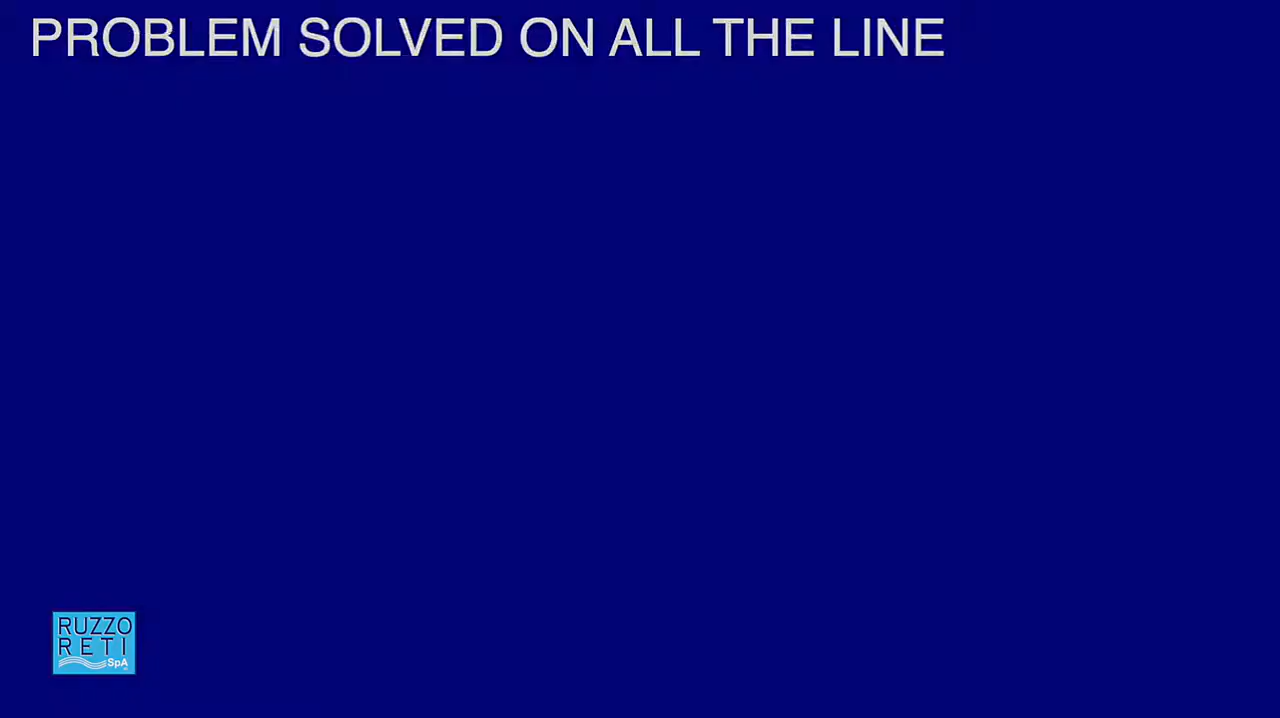 PROBLEM SOLVED ON ALL THE LINE
RUZZO
RETI
SpA